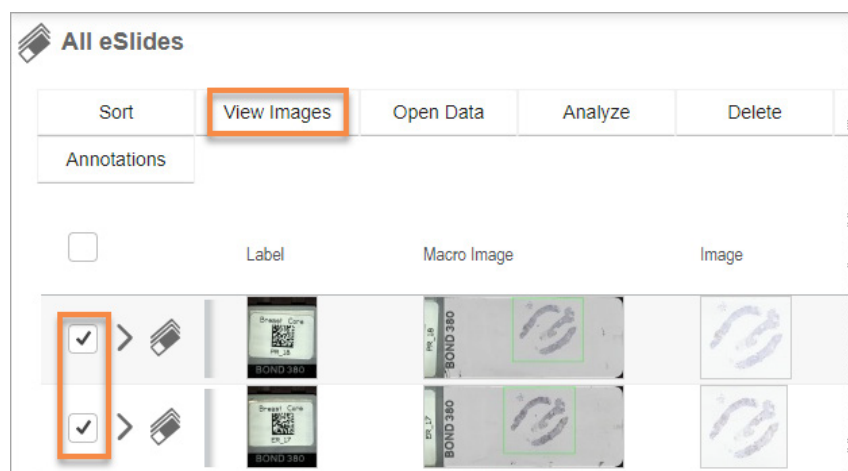 All eSlides
Sort View Images Open Data Analyze Delete
Annotations
Label Macro Image Image
Breast Core
PR_18
BOND 380
PR_18
BOND 380
Breast Core
ER_17
BOND 380
ER_17
BOND 380